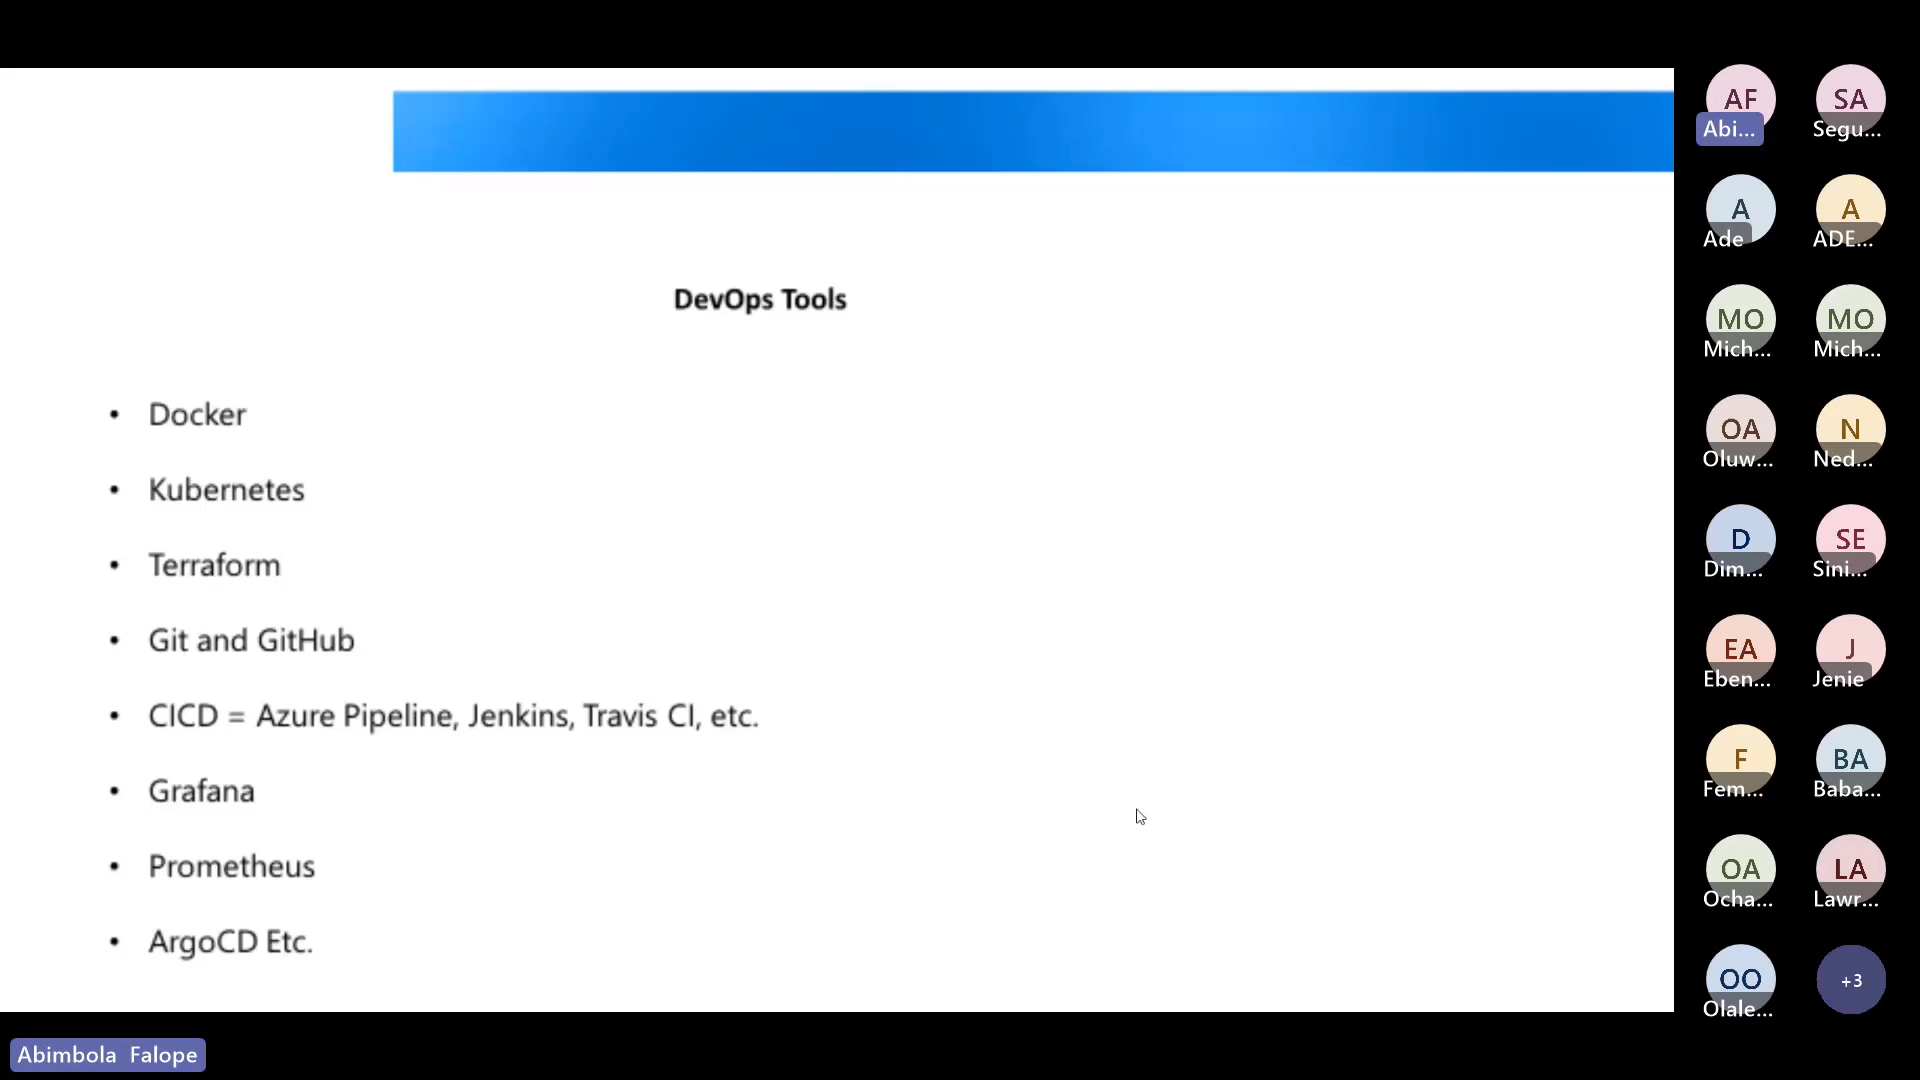 DevOps Tools
• Docker
• Kubernetes
• Terraform
• Git and GitHub
• CICD = Azure Pipeline, Jenkins, Travis CI, etc.
• Grafana
• Prometheus
• ArgoCD Etc.
AF SA
Abi... Segu...
A A
Ade ADE...
MO MO
Mich... Mich...
OA N
Oluw... Ned...
D SE
Dim... Sini...
EA J
Eben... Jenie
F BA
Fem... Baba...
OA LA
Ocha... Lawr...
OO +3
Olale...
Abimbola Falope